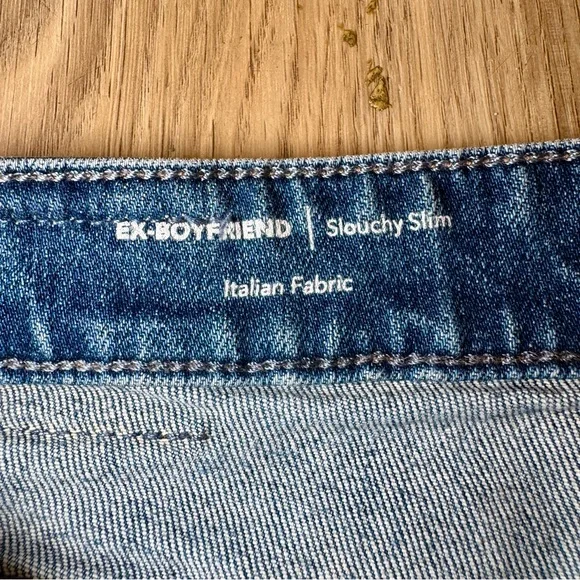 EX-BOYFRIEND | Slouchy Slim
Italian Fabric